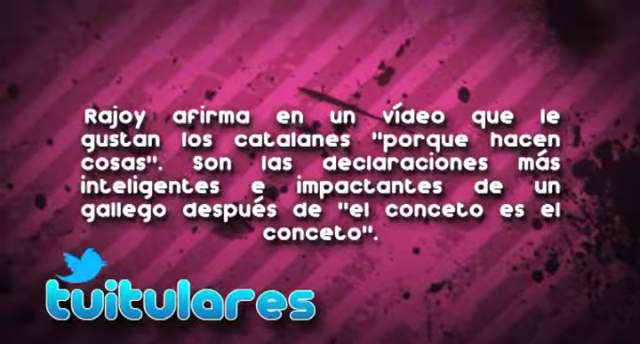 Rajoy afirma en un vídeo que le
gustan los catalanes "porque hacen
cosas". Son las declaraciones más
inteligentes e impactantes de un
gallego después de "el conceto es el
conceto".
tuitulares